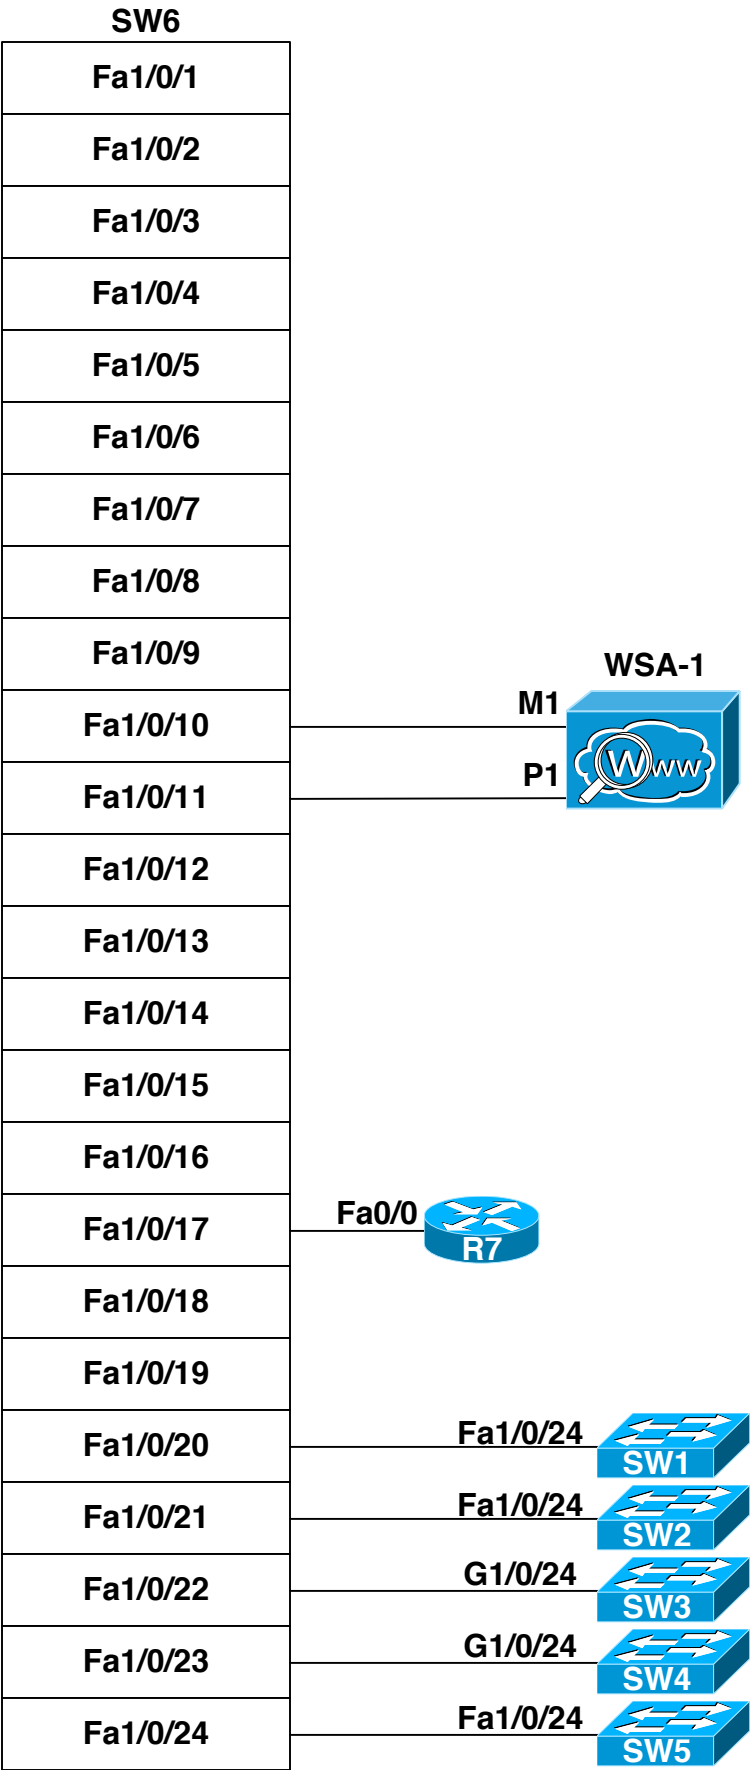 SW6
Fa1/0/1
Fa1/0/2
Fa1/0/3
Fa1/0/4
Fa1/0/5
Fa1/0/6
Fa1/0/7
Fa1/0/8
Fa1/0/9
WSA-1
Fa1/0/10 M1
Www
Fa1/0/11 P1
Fa1/0/12
Fa1/0/13
Fa1/0/14
Fa1/0/15
Fa1/0/16
Fa1/0/17 Fa0/0 R7
Fa1/0/18
Fa1/0/19
Fa1/0/20 Fa1/0/24 SW1
Fa1/0/21 Fa1/0/24 SW2
Fa1/0/22 G1/0/24 SW3
Fa1/0/23 G1/0/24 SW4
Fa1/0/24 Fa1/0/24 SW5